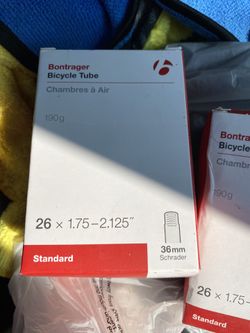 Bontrager
Bicycle Tube
Chambres à Air
190g
26 × 1.75–2.125"
36mm
Schrader
Standard
Bontrager
Bicycle
Chambre
190g
26 × 1.
Standard